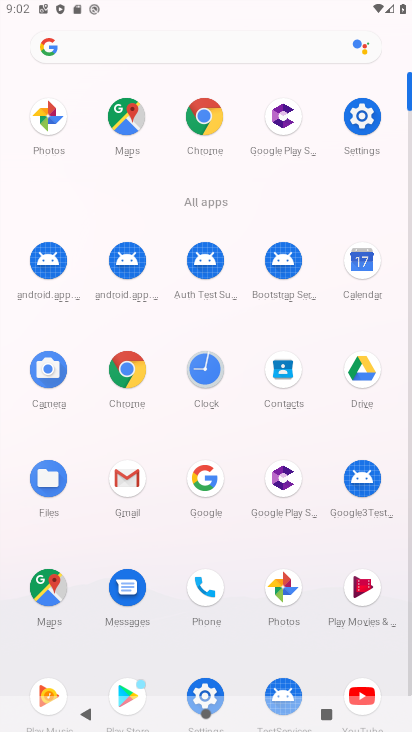 9:02
Photos Maps Chrome Google Play S... Settings
All apps
android.app... android.app... Auth Test Su... Bootstrap Ser... Calendar
17
Camera Chrome Clock Contacts Drive
Files Gmail Google Google Play S... Google3Test...
Maps Messages Phone Photos Play Movies & ...
Play Music Play Store Settings TestServices YouTube